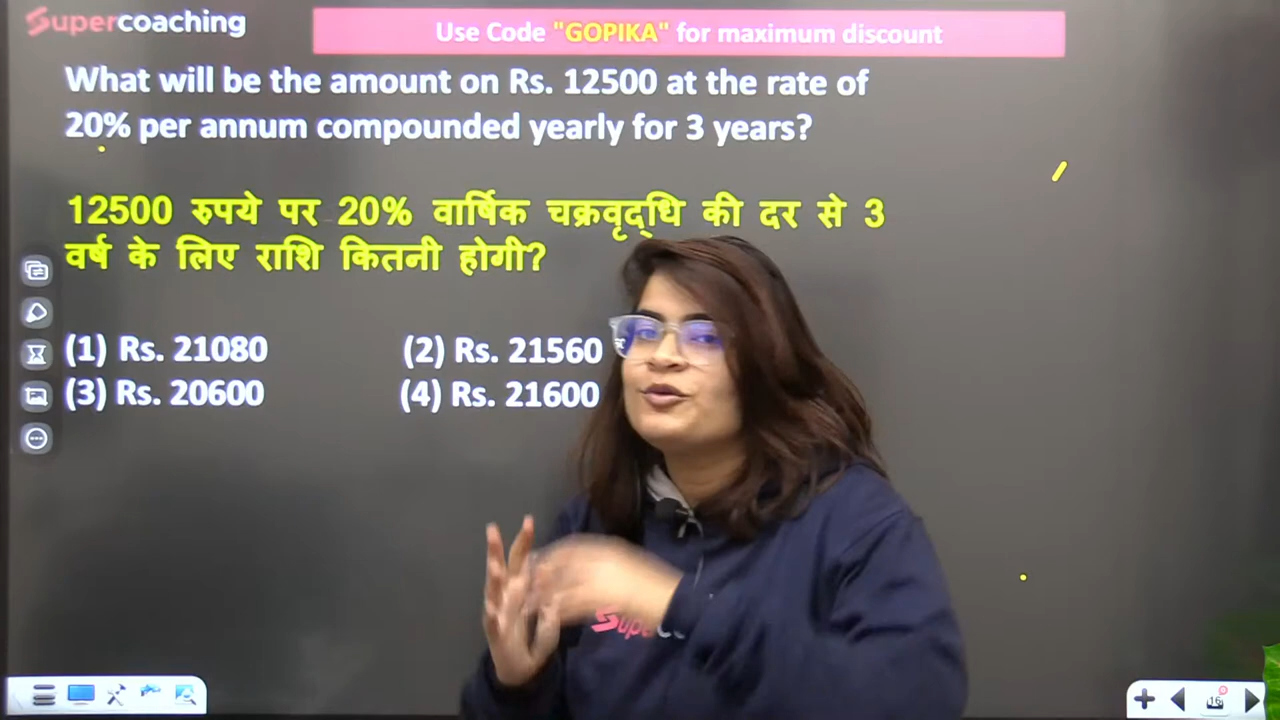 Supercoaching
Use Code "GOPIKA" for maximum discount
What will be the amount on Rs. 12500 at the rate of
20% per annum compounded yearly for 3 years?
12500 रुपये पर 20% वार्षिक चक्रवृद्धि की दर से 3
वर्ष के लिए राशि कितनी होगी?
(1) Rs. 21080 (2) Rs. 21560
(3) Rs. 20600 (4) Rs. 21600
16